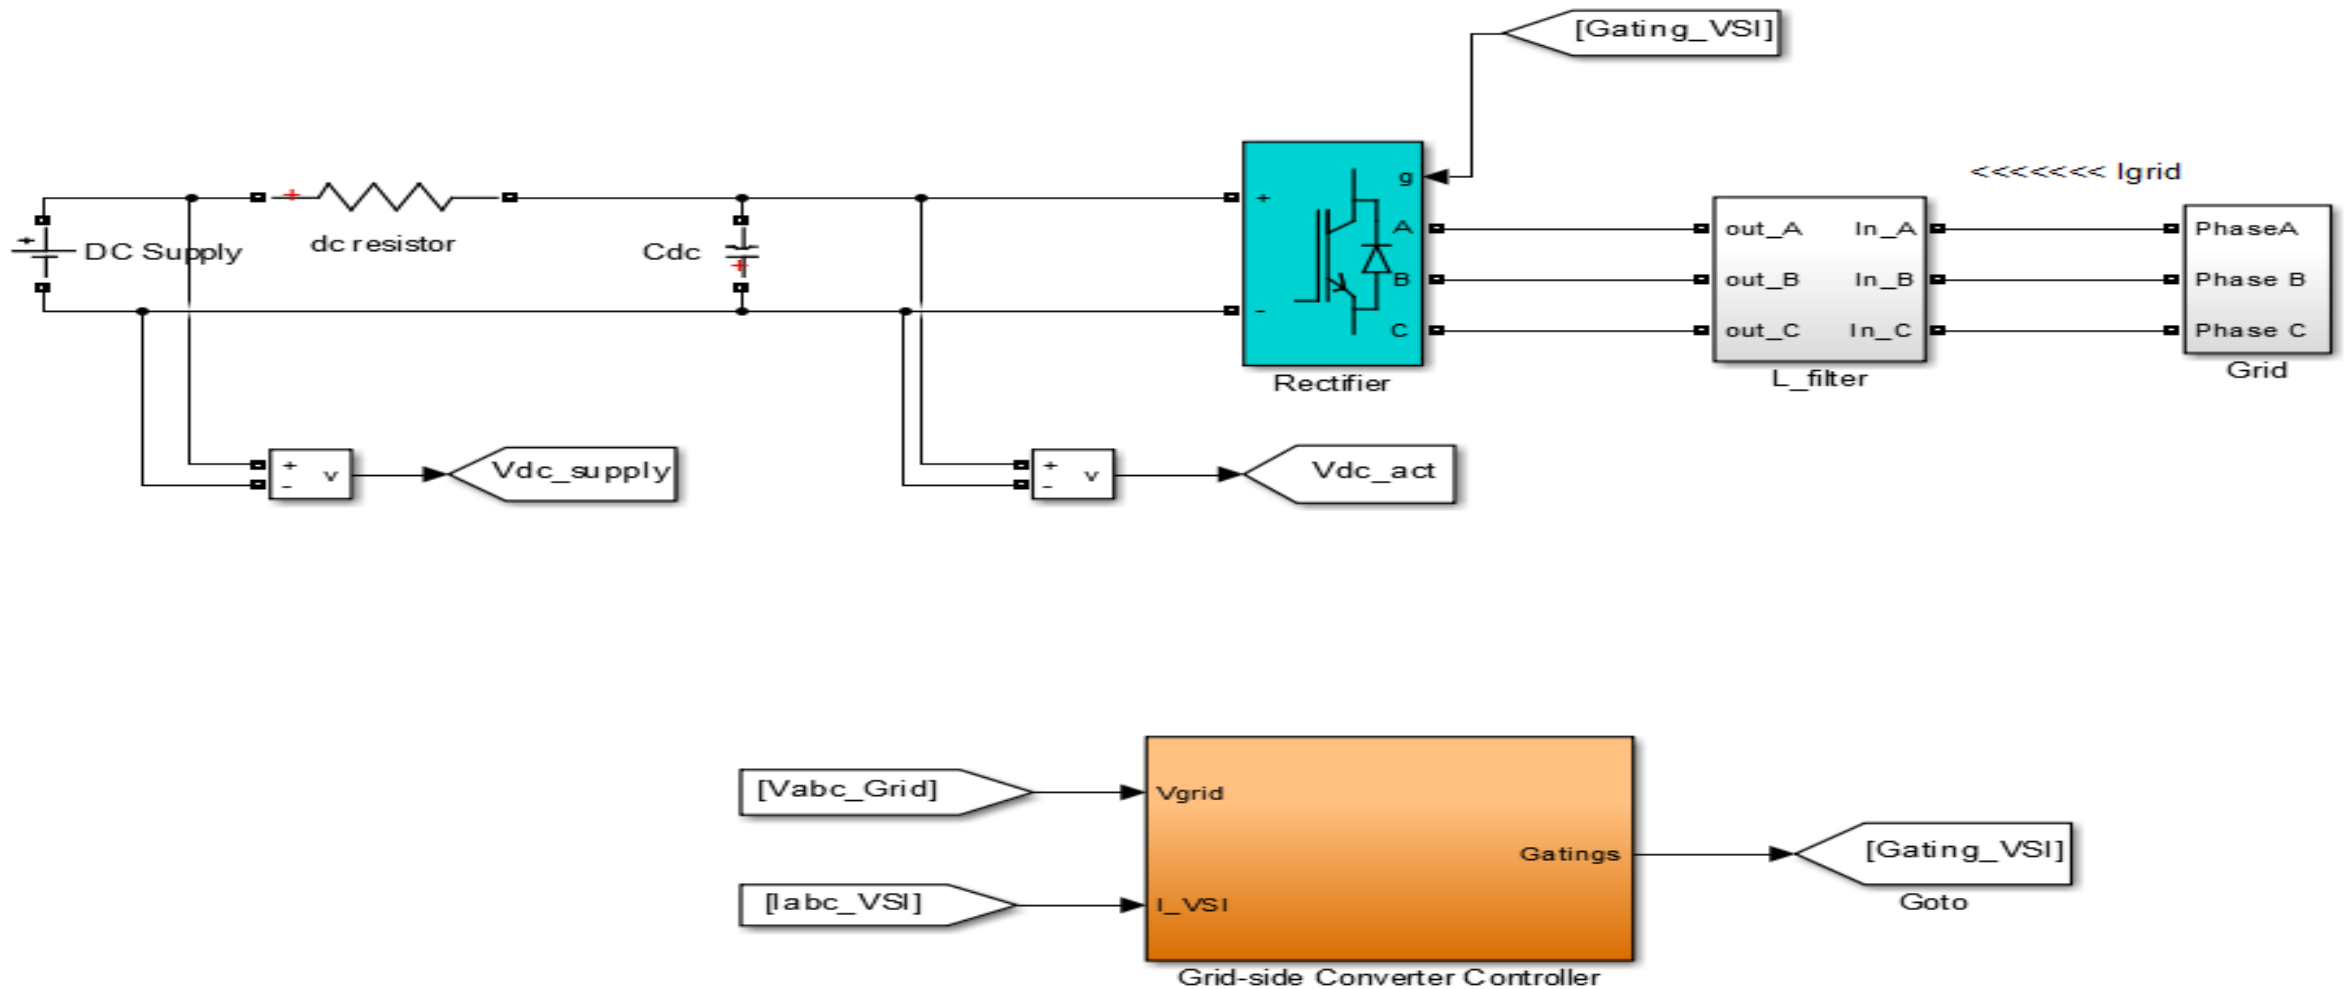 [Gating_VSI]
<<<<<<< Igrid
+
DC Supply
+
dc resistor
Cdc
+
+
-
g
A
B
C
Rectifier
out_A In_A
out_B In_B
out_C In_C
L_filter
PhaseA
Phase B
Phase C
Grid
+
-
v
Vdc_supply
+
-
v
Vdc_act
[Vabc_Grid]
[Iabc_VSI]
Vgrid
I_VSI
Gatings
Grid-side Converter Controller
[Gating_VSI]
Goto